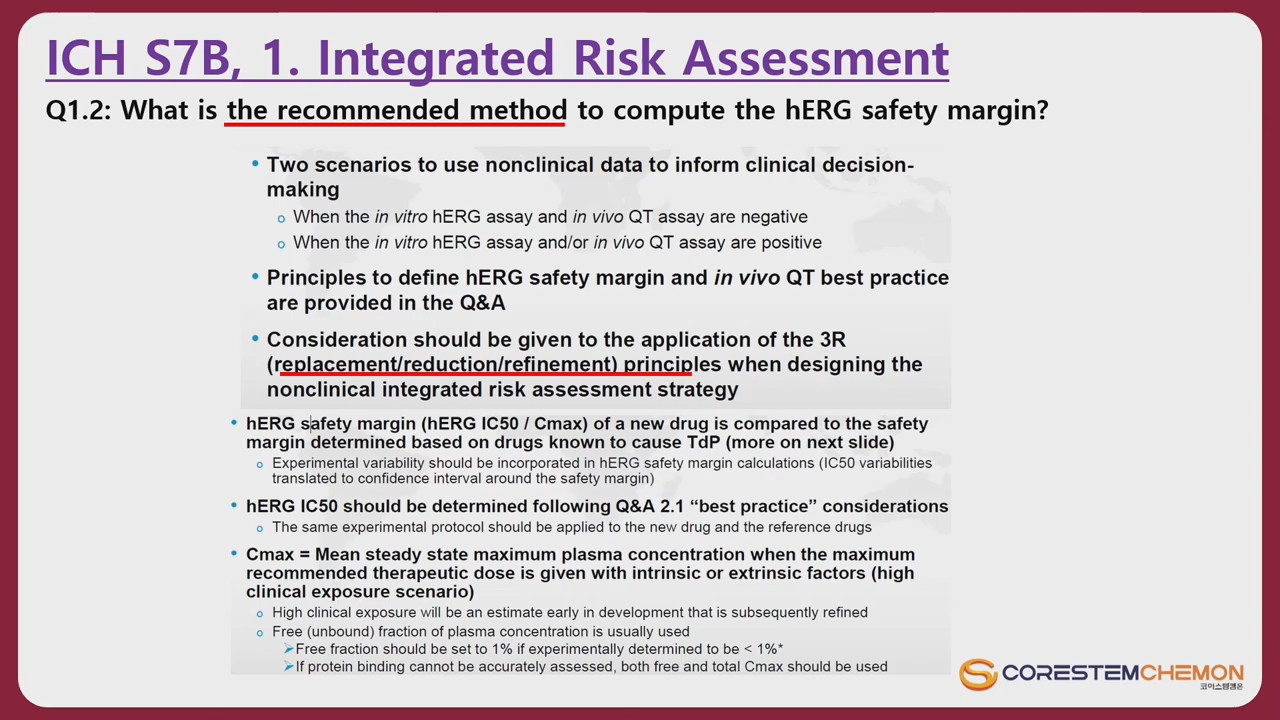 ICH S7B, 1. Integrated Risk Assessment
Q1.2: What is the recommended method to compute the hERG safety margin?
• Two scenarios to use nonclinical data to inform clinical decision-
making
o When the in vitro hERG assay and in vivo QT assay are negative
o When the in vitro hERG assay and/or in vivo QT assay are positive
• Principles to define hERG safety margin and in vivo QT best practice
are provided in the Q&A
• Consideration should be given to the application of the 3R
(replacement/reduction/refinement) principles when designing the
nonclinical integrated risk assessment strategy
• hERG safety margin (hERG IC50 / Cmax) of a new drug is compared to the safety
margin determined based on drugs known to cause TdP (more on next slide)
o Experimental variability should be incorporated in hERG safety margin calculations (IC50 variabilities
translated to confidence interval around the safety margin)
• hERG IC50 should be determined following Q&A 2.1 “best practice” considerations
o The same experimental protocol should be applied to the new drug and the reference drugs
• Cmax = Mean steady state maximum plasma concentration when the maximum
recommended therapeutic dose is given with intrinsic or extrinsic factors (high
clinical exposure scenario)
o High clinical exposure will be an estimate early in development that is subsequently refined
o Free (unbound) fraction of plasma concentration is usually used
➢Free fraction should be set to 1% if experimentally determined to be < 1%*
➢If protein binding cannot be accurately assessed, both free and total Cmax should be used
CORESTEMCHEMON
코아스템켐온